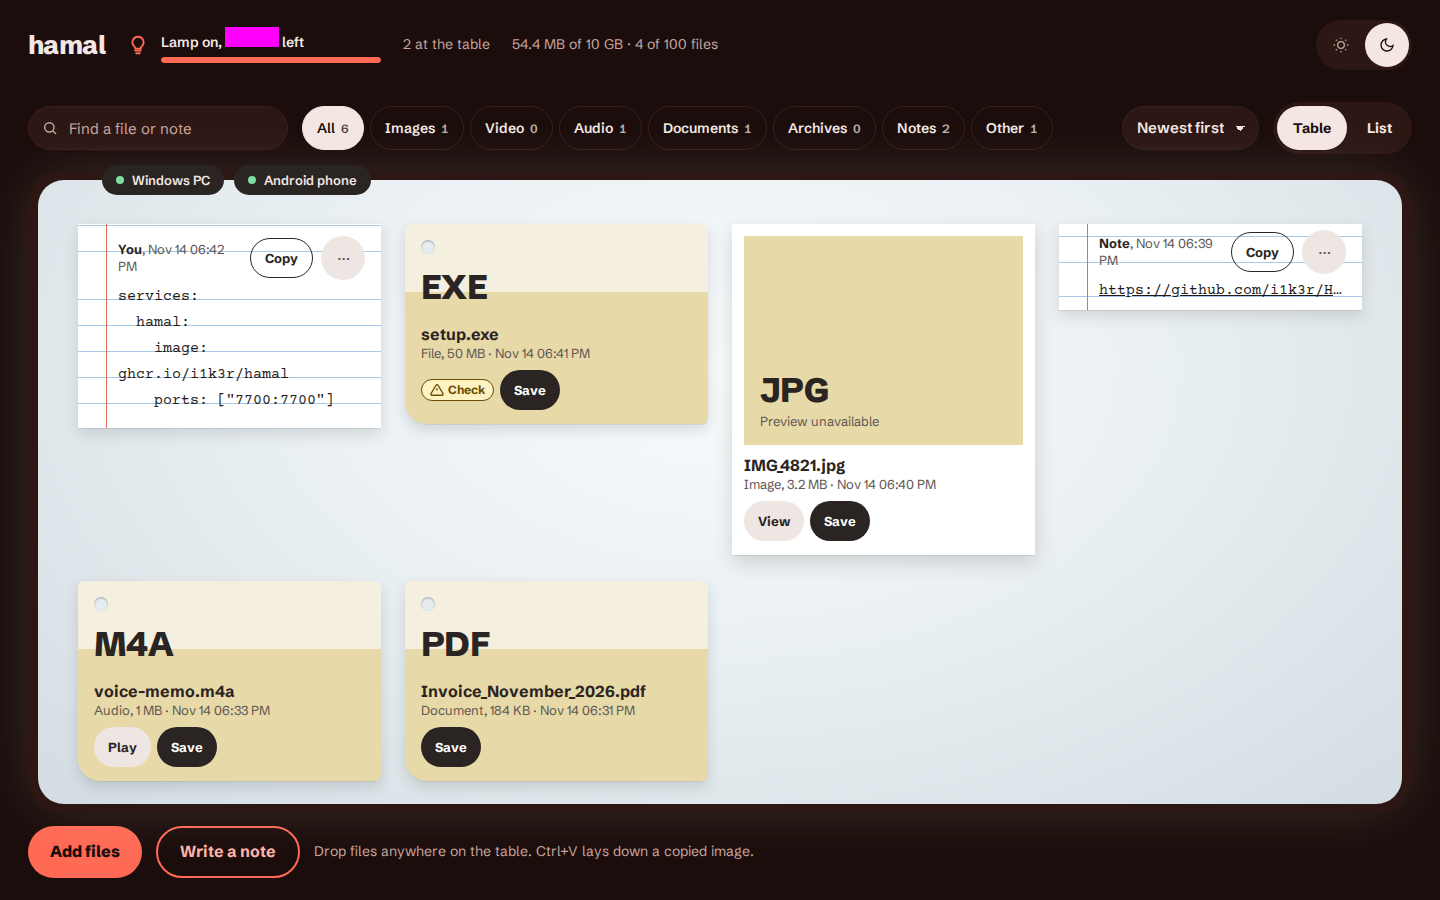 hamal
Lamp on, left
2 at the table
54.4 MB of 10 GB · 4 of 100 files
Find a file or note
All 6
Images 1
Video 0
Audio 1
Documents 1
Archives 0
Notes 2
Other 1
Newest first
Table
List
Windows PC
Android phone
You, Nov 14 06:42
PM
Copy
...
services:
hamal:
image:
ghcr.io/i1k3r/hamal
ports: ["7700:7700"]
EXE
setup.exe
File, 50 MB · Nov 14 06:41 PM
Check
Save
JPG
Preview unavailable
IMG_4821.jpg
Image, 3.2 MB · Nov 14 06:40 PM
View
Save
Note, Nov 14 06:39
PM
Copy
...
https://github.com/i1k3r/H…
M4A
voice-memo.m4a
Audio, 1 MB · Nov 14 06:33 PM
Play
Save
PDF
Invoice_November_2026.pdf
Document, 184 KB · Nov 14 06:31 PM
Save
Add files
Write a note
Drop files anywhere on the table. Ctrl+V lays down a copied image.